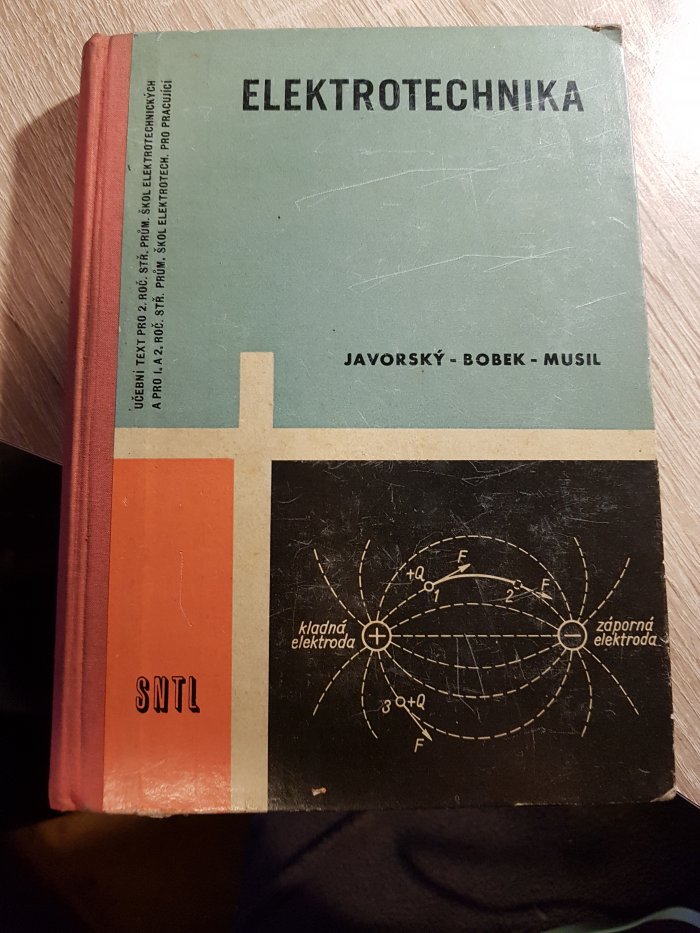 ELEKTROTECHNIKA
UČEBNÍ TEXT PRO 2. ROČ. STŘ. PRŮM. ŠKOL ELEKTROTECHNICKÝCH
A PRO 1. A 2. ROČ. STŘ. PRŮM. ŠKOL ELEKTROTECH. PRO PRACUJÍCÍ
JAVORSKÝ - BOBEK - MUSIL
+Q
F
1
2
F
kladná
elektroda
+
−
záporná
elektroda
3
+Q
F
SNTL